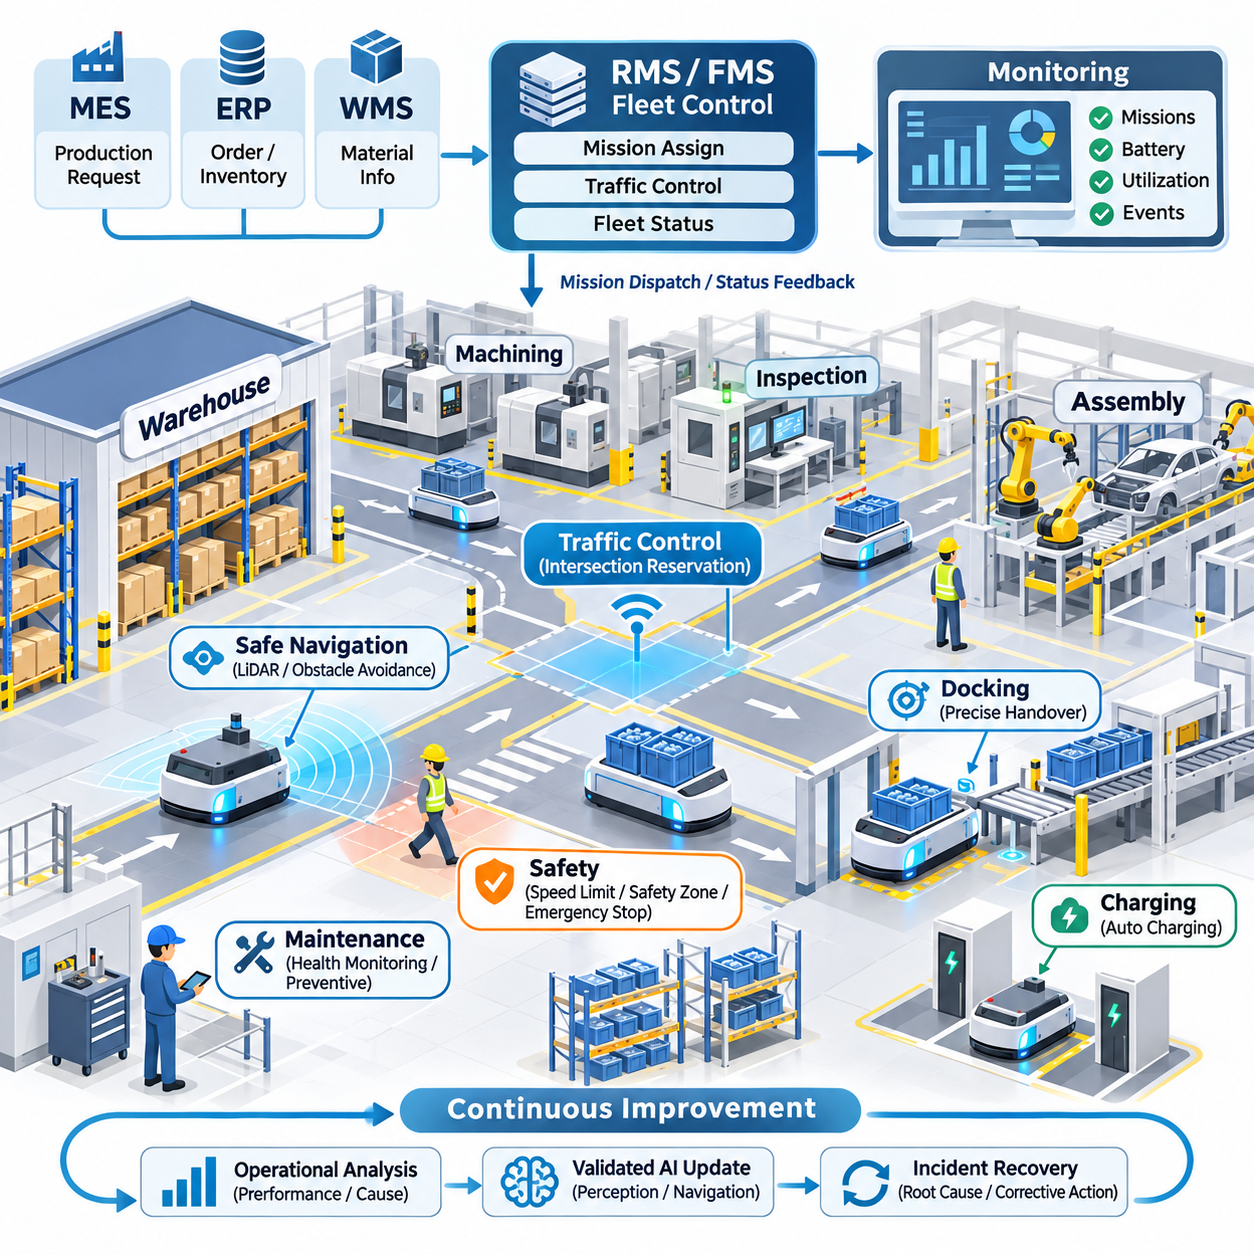 MES
Production
Request
ERP
Order /
Inventory
WMS
Material
Info
RMS / FMS
Fleet Control
Mission Assign
Traffic Control
Fleet Status
Monitoring
Missions
Battery
Utilization
Events
Mission Dispatch / Status Feedback
Machining
Inspection
Assembly
Warehouse
Traffic Control
(Intersection Reservation)
Safe Navigation
(LiDAR / Obstacle Avoidance)
Docking
(Precise Handover)
Safety
(Speed Limit / Safety Zone /
Emergency Stop)
Charging
(Auto Charging)
Maintenance
(Health Monitoring /
Preventive)
Continuous Improvement
Operational Analysis
(Prerformance / Cause)
Validated AI Update
(Perception / Navigation)
Incident Recovery
(Root Cause / Corrective Action)